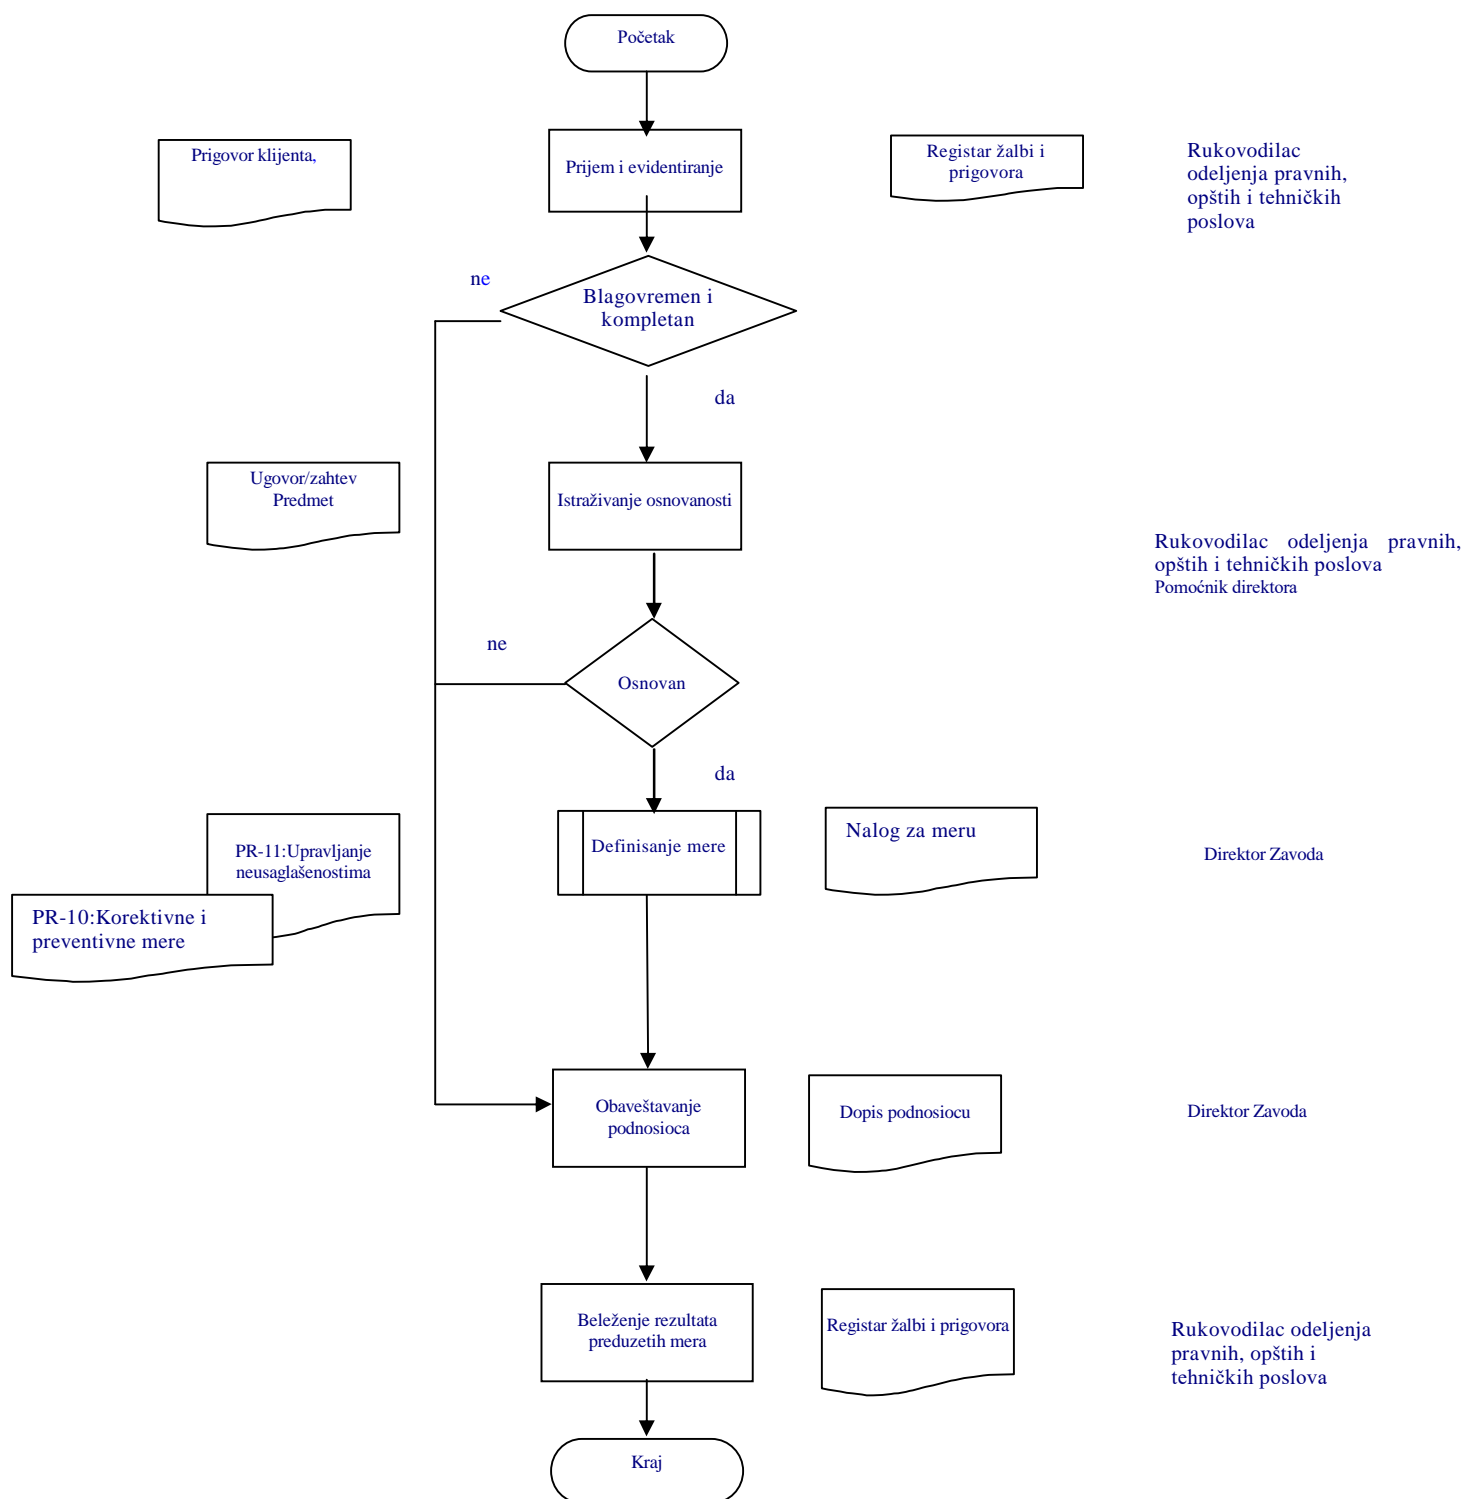 Početak
Prigovor klijenta,
Prijem i evidentiranje
Registar žalbi i
prigovora
Rukovodilac
odeljenja pravnih,
opštih i tehničkih
poslova
ne
Blagovremen i
kompletan
da
Ugovor/zahtev
Predmet
Istraživanje osnovanosti
Rukovodilac odeljenja pravnih,
opštih i tehničkih poslova
Pomoćnik direktora
ne
Osnovan
da
PR-11:Upravljanje
neusaglašenostima
PR-10:Korektivne i
preventivne mere
Definisanje mere
Nalog za meru
Direktor Zavoda
Obaveštavanje
podnosioca
Dopis podnosiocu
Direktor Zavoda
Beleženje rezultata
preduzetih mera
Registar žalbi i prigovora
Rukovodilac odeljenja
pravnih, opštih i
tehničkih poslova
Kraj